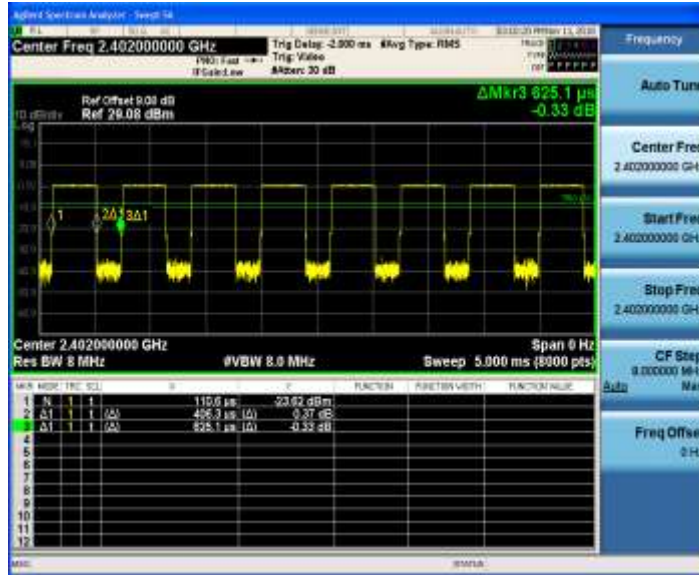 Agilent Spectrum Analyzer - Swept SA
Center Freq 2.402000000 GHz
PNO: Fast
IFGain:Low
Trig Delay: -2.000 ms
Trig: Video
#Atten: 30 dB
#Avg Type: RMS
TRACE
TYPE
DET
Frequency
Auto Tune
ΔMkr3 625.1 µs
-0.33 dB
Ref Offset 9.08 dB
10 dB/div Ref 29.08 dBm
Log
Center Freq
2.402000000 GHz
1
2Δ1
3Δ1
Start Freq
2.402000000 GHz
Stop Freq
2.402000000 GHz
Center 2.402000000 GHz
Span 0 Hz
Res BW 8 MHz
#VBW 8.0 MHz
Sweep 5.000 ms (8000 pts)
CF Step
8.000000 MHz
Auto
MKR MODE TRC SCL X Y FUNCTION FUNCTION WIDTH FUNCTION VALUE
1 N 1 t 110.6 µs -23.62 dBm
2 Δ1 1 t (Δ) 406.3 µs (Δ) 0.37 dB
3 Δ1 1 t (Δ) 625.1 µs (Δ) -0.33 dB
4
5
6
7
8
9
10
11
12
Freq Offset
0 Hz
MSG
STATUS